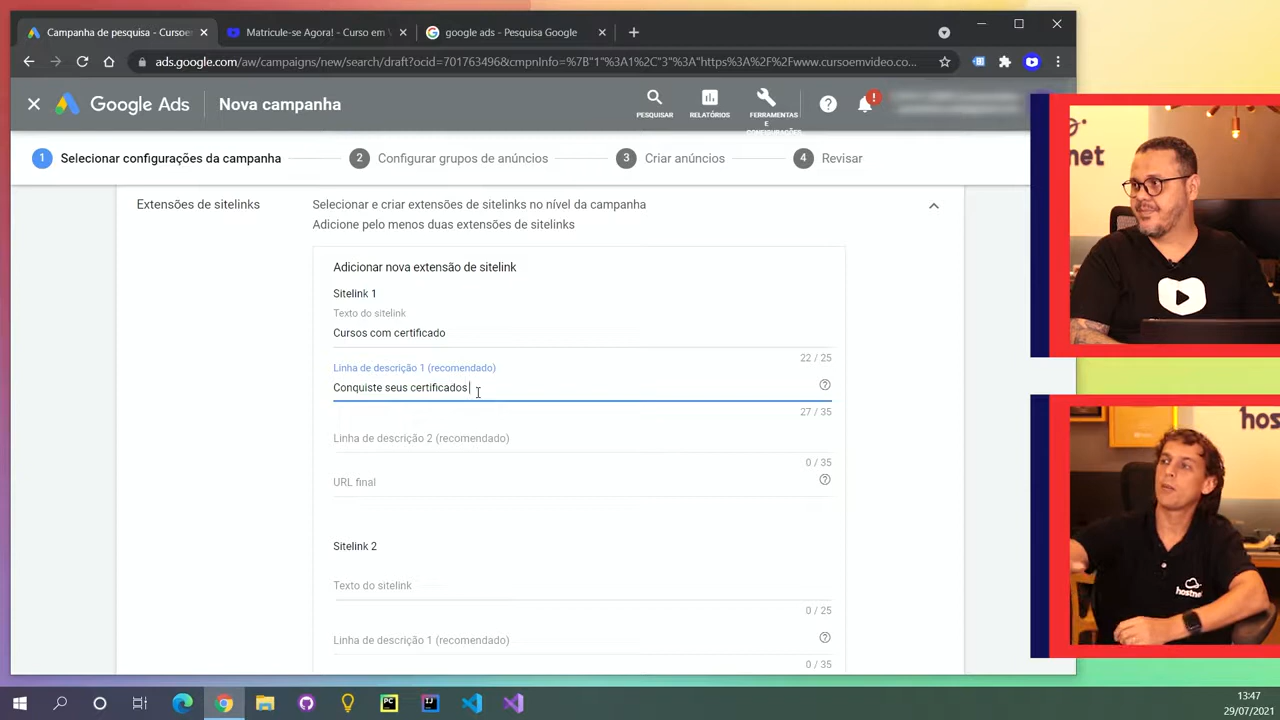 Campanha de pesquisa - Cursoe
Matricule-se Agora! - Curso em V
google ads - Pesquisa Google
ads.google.com/aw/campaigns/new/search/draft?ocid=7017634968&cmpnInfo=%7B"1"%3A1%2C"3"%3A"https%3A%2F%2Fwww.cursoemvideo.co...
Google Ads
Nova campanha
PESQUISAR
RELATÓRIOS
FERRAMENTAS
E
CONFIGURAÇÕES
1 Selecionar configurações da campanha
2 Configurar grupos de anúncios
3 Criar anúncios
4 Revisar
Extensões de sitelinks
Selecionar e criar extensões de sitelinks no nível da campanha
Adicione pelo menos duas extensões de sitelinks
Adicionar nova extensão de sitelink
Sitelink 1
Texto do sitelink
Cursos com certificado
22 / 25
Linha de descrição 1 (recomendado)
Conquiste seus certificados
27 / 35
Linha de descrição 2 (recomendado)
0 / 35
URL final
Sitelink 2
Texto do sitelink
0 / 25
Linha de descrição 1 (recomendado)
0 / 35
net
hos
hostnet
PC
IJ
13:47
29/07/2021